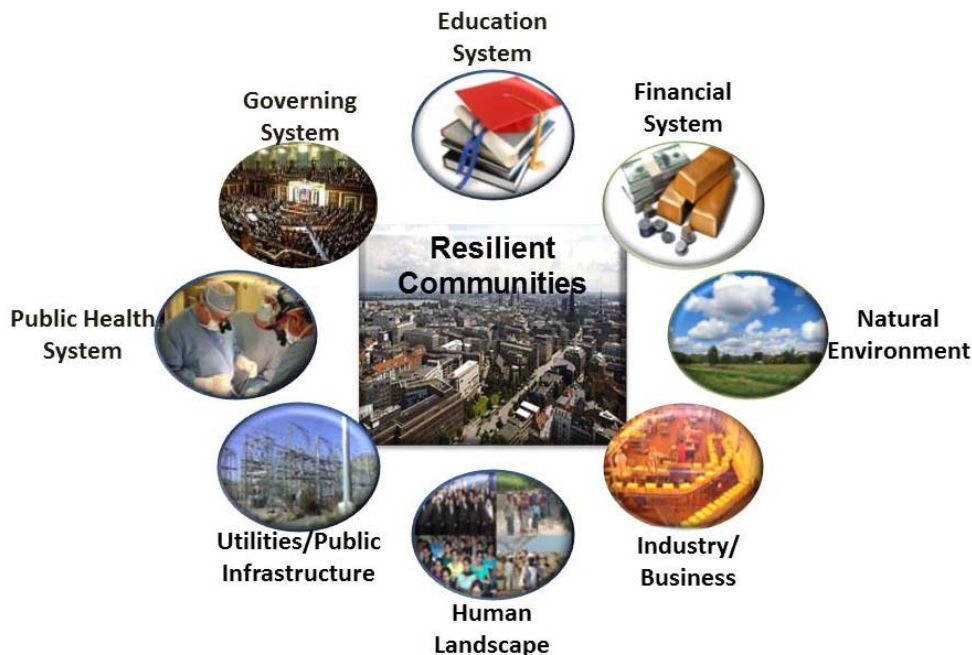 Education
System
Financial
System
Governing
System
Resilient
Communities
Public Health
System
Natural
Environment
Utilities/Public
Infrastructure
Industry/
Business
Human
Landscape